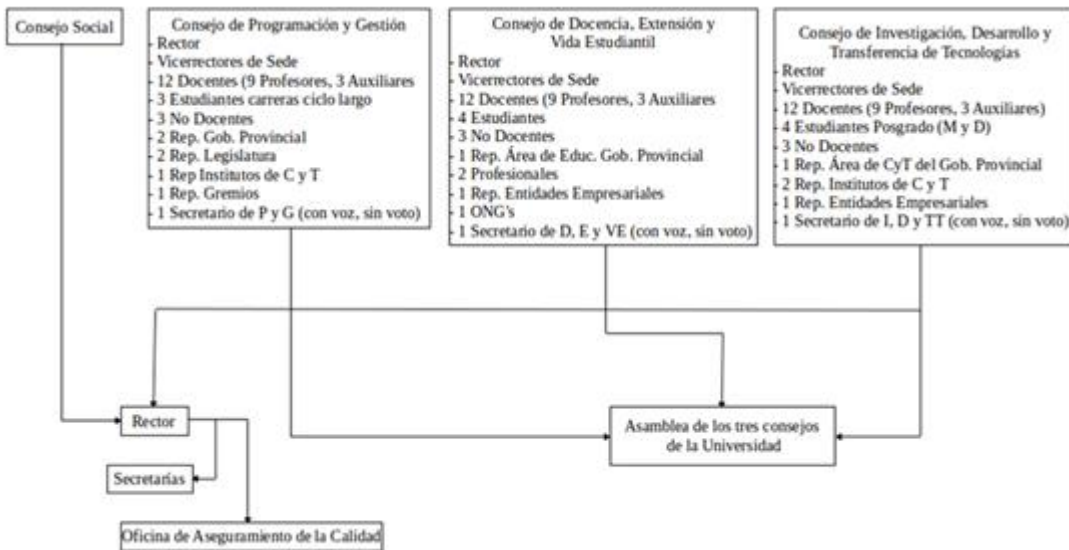 Consejo Social
Consejo de Programación y Gestión
- Rector
- Vicerrectores de Sede
- 12 Docentes (9 Profesores, 3 Auxiliares
- 3 Estudiantes carreras ciclo largo
- 3 No Docentes
- 2 Rep. Gob. Provincial
- 2 Rep. Legislatura
- 1 Rep Institutos de C y T
- 1 Rep. Gremios
- 1 Secretario de P y G (con voz, sin voto)
Consejo de Docencia, Extensión y
Vida Estudiantil
- Rector
- Vicerrectores de Sede
- 12 Docentes (9 Profesores, 3 Auxiliares
- 4 Estudiantes
- 3 No Docentes
- 1 Rep. Área de Educ. Gob. Provincial
- 2 Profesionales
- 1 Rep. Entidades Empresariales
- 1 ONG's
- 1 Secretario de D, E y VE (con voz, sin voto)
Consejo de Investigación, Desarrollo y
Transferencia de Tecnologías
- Rector
- Vicerrectores de Sede
- 12 Docentes (9 Profesores, 3 Auxiliares)
- 4 Estudiantes Posgrado (M y D)
- 3 No Docentes
- 1 Rep. Área de CyT del Gob. Provincial
- 2 Rep. Institutos de C y T
- 1 Rep. Entidades Empresariales
- 1 Secretario de I, D y TT (con voz, sin voto)
Rector
Asamblea de los tres consejos
de la Universidad
Secretarías
Oficina de Aseguramiento de la Calidad